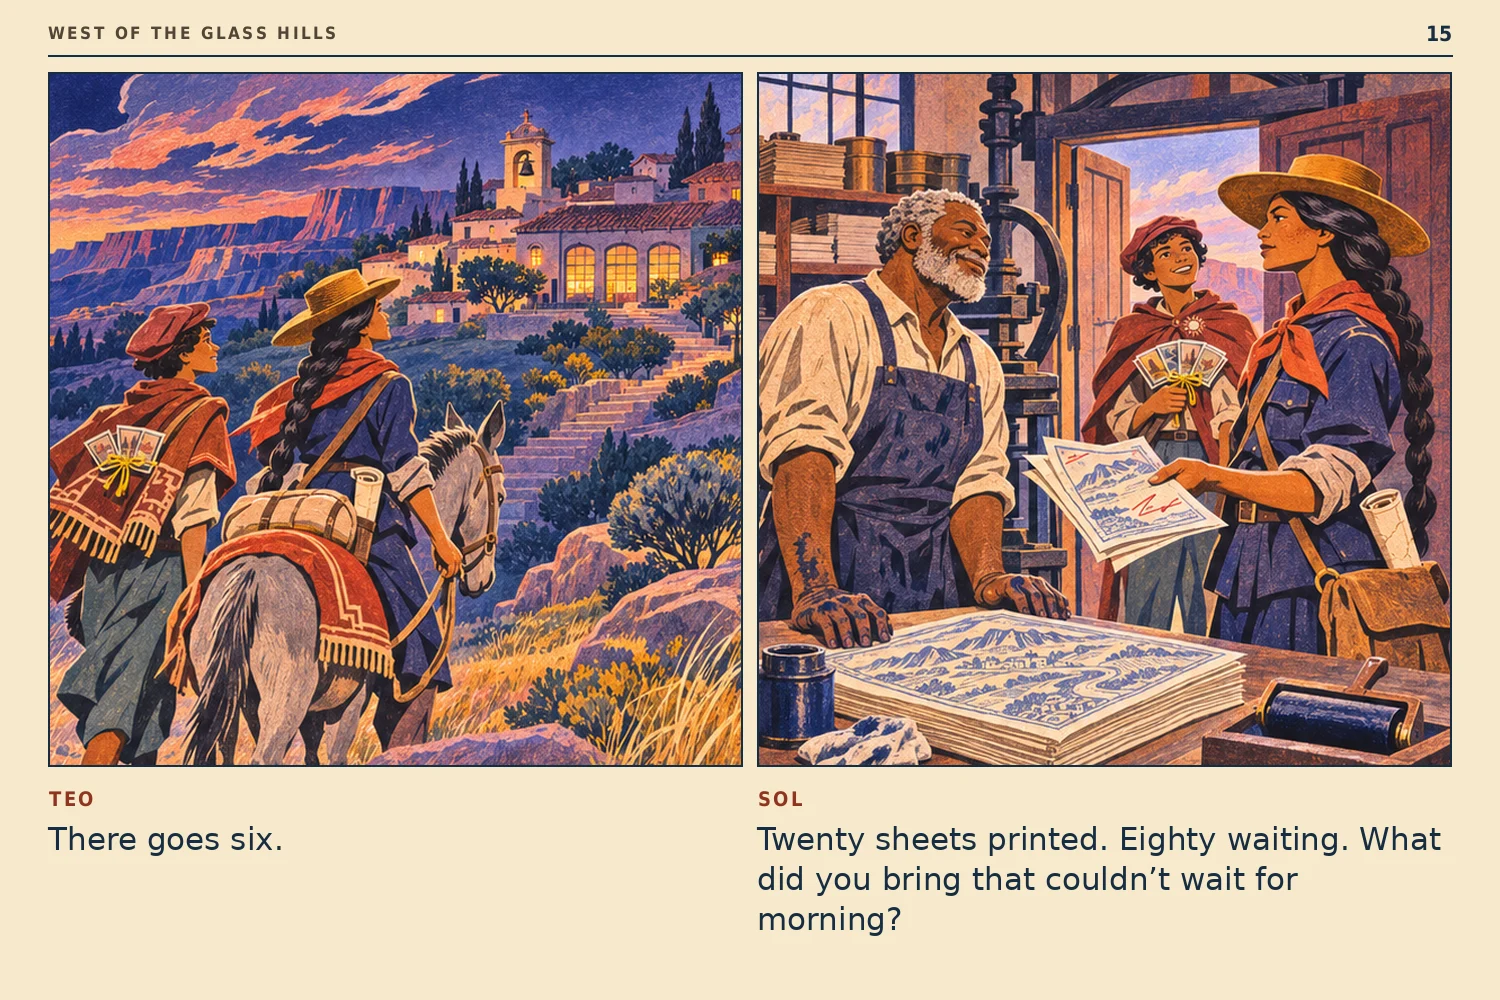 WEST OF THE GLASS HILLS
15
TEO
There goes six.
SOL
Twenty sheets printed. Eighty waiting. What
did you bring that couldn’t wait for
morning?